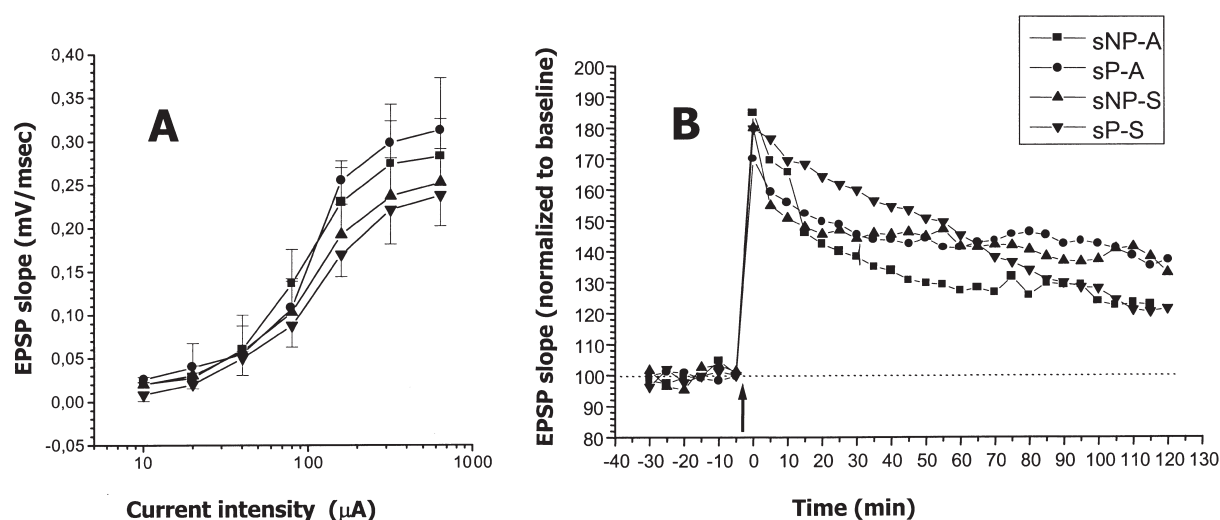 A
EPSP slope (mV/msec)
0,40
0,35
0,30
0,25
0,20
0,15
0,10
0,05
0,00
-0,05
10 100 1000
Current intensity (μA)
sNP-A
sP-A
sNP-S
sP-S
B
EPSP slope (normalized to baseline)
200
190
180
170
160
150
140
130
120
110
100
90
80
-40 -30 -20 -10 0 10 20 30 40 50 60 70 80 90 100 110 120 130
Time (min)